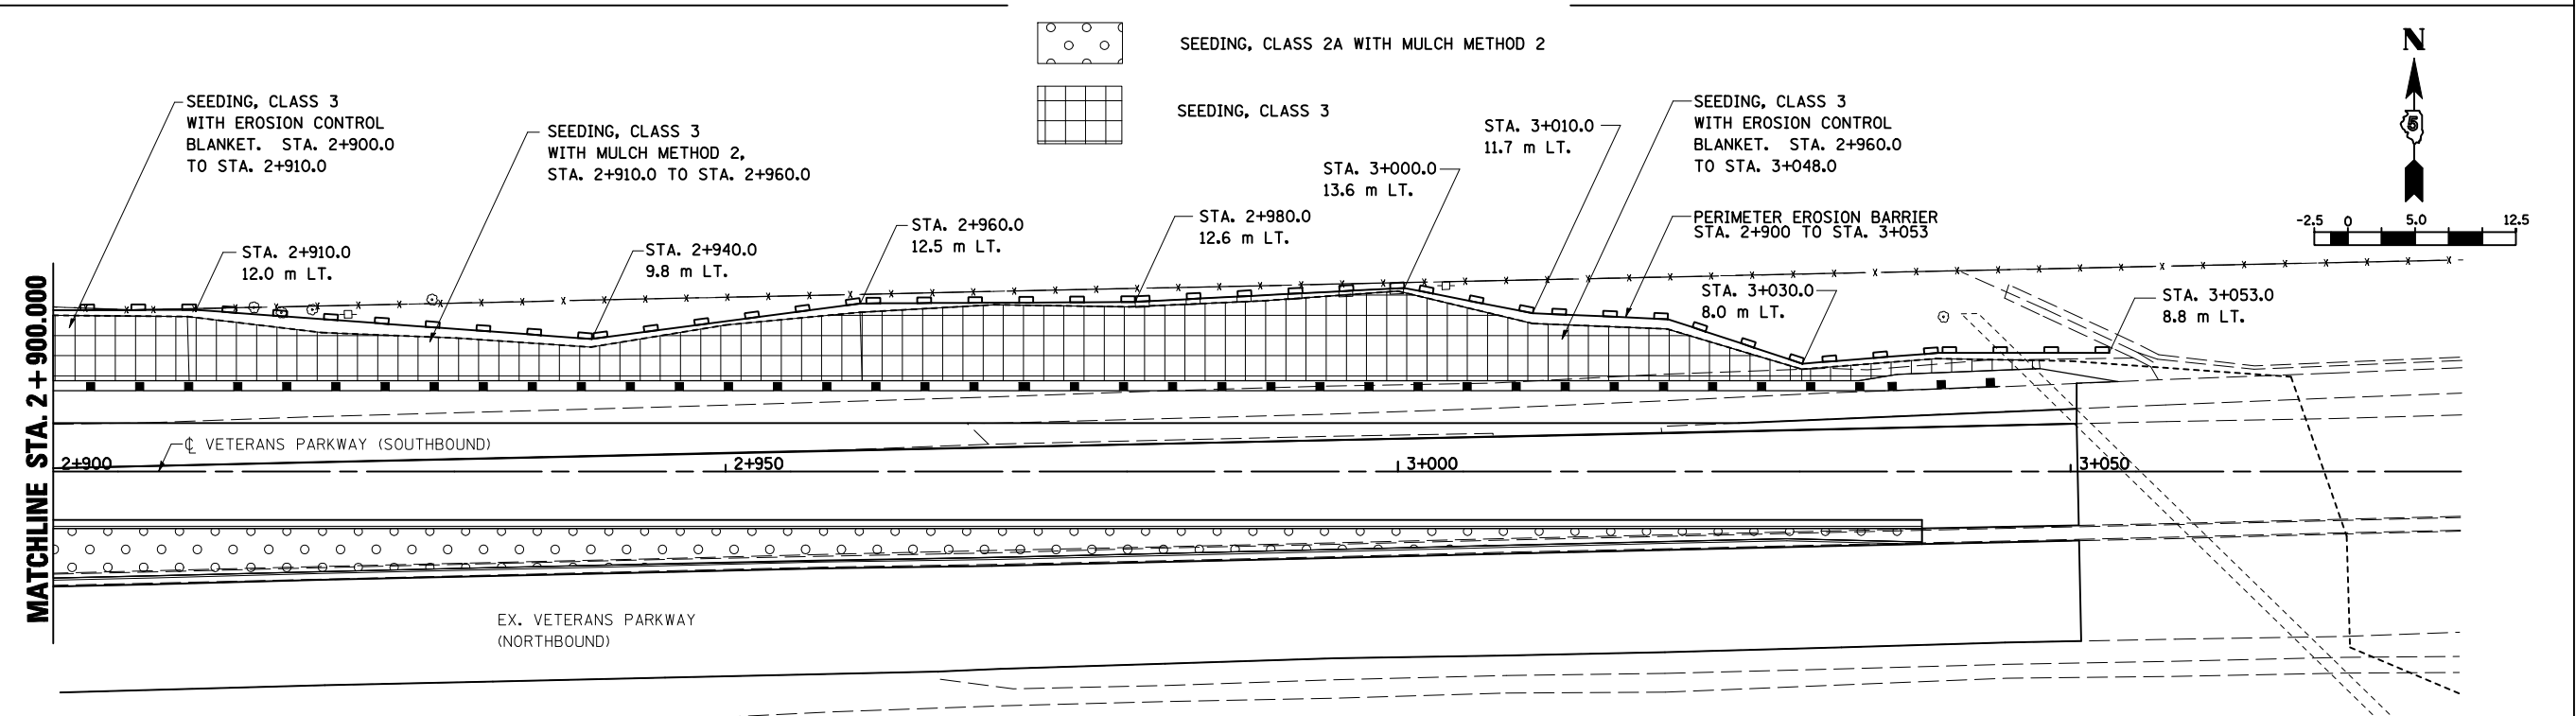 SEEDING, CLASS 2A WITH MULCH METHOD 2
SEEDING, CLASS 3
N
5
-2.5 0 5.0 12.5
SEEDING, CLASS 3
WITH EROSION CONTROL
BLANKET. STA. 2+900.0
TO STA. 2+910.0
SEEDING, CLASS 3
WITH MULCH METHOD 2,
STA. 2+910.0 TO STA. 2+960.0
STA. 3+010.0
11.7 m LT.
SEEDING, CLASS 3
WITH EROSION CONTROL
BLANKET. STA. 2+960.0
TO STA. 3+048.0
STA. 3+000.0
13.6 m LT.
STA. 2+910.0
12.0 m LT.
STA. 2+940.0
9.8 m LT.
STA. 2+960.0
12.5 m LT.
STA. 2+980.0
12.6 m LT.
PERIMETER EROSION BARRIER
STA. 2+900 TO STA. 3+053
STA. 3+030.0
8.0 m LT.
STA. 3+053.0
8.8 m LT.
MATCHLINE STA. 2 + 900.000
℄ VETERANS PARKWAY (SOUTHBOUND)
2+900
2+950
3+000
3+050
EX. VETERANS PARKWAY
(NORTHBOUND)